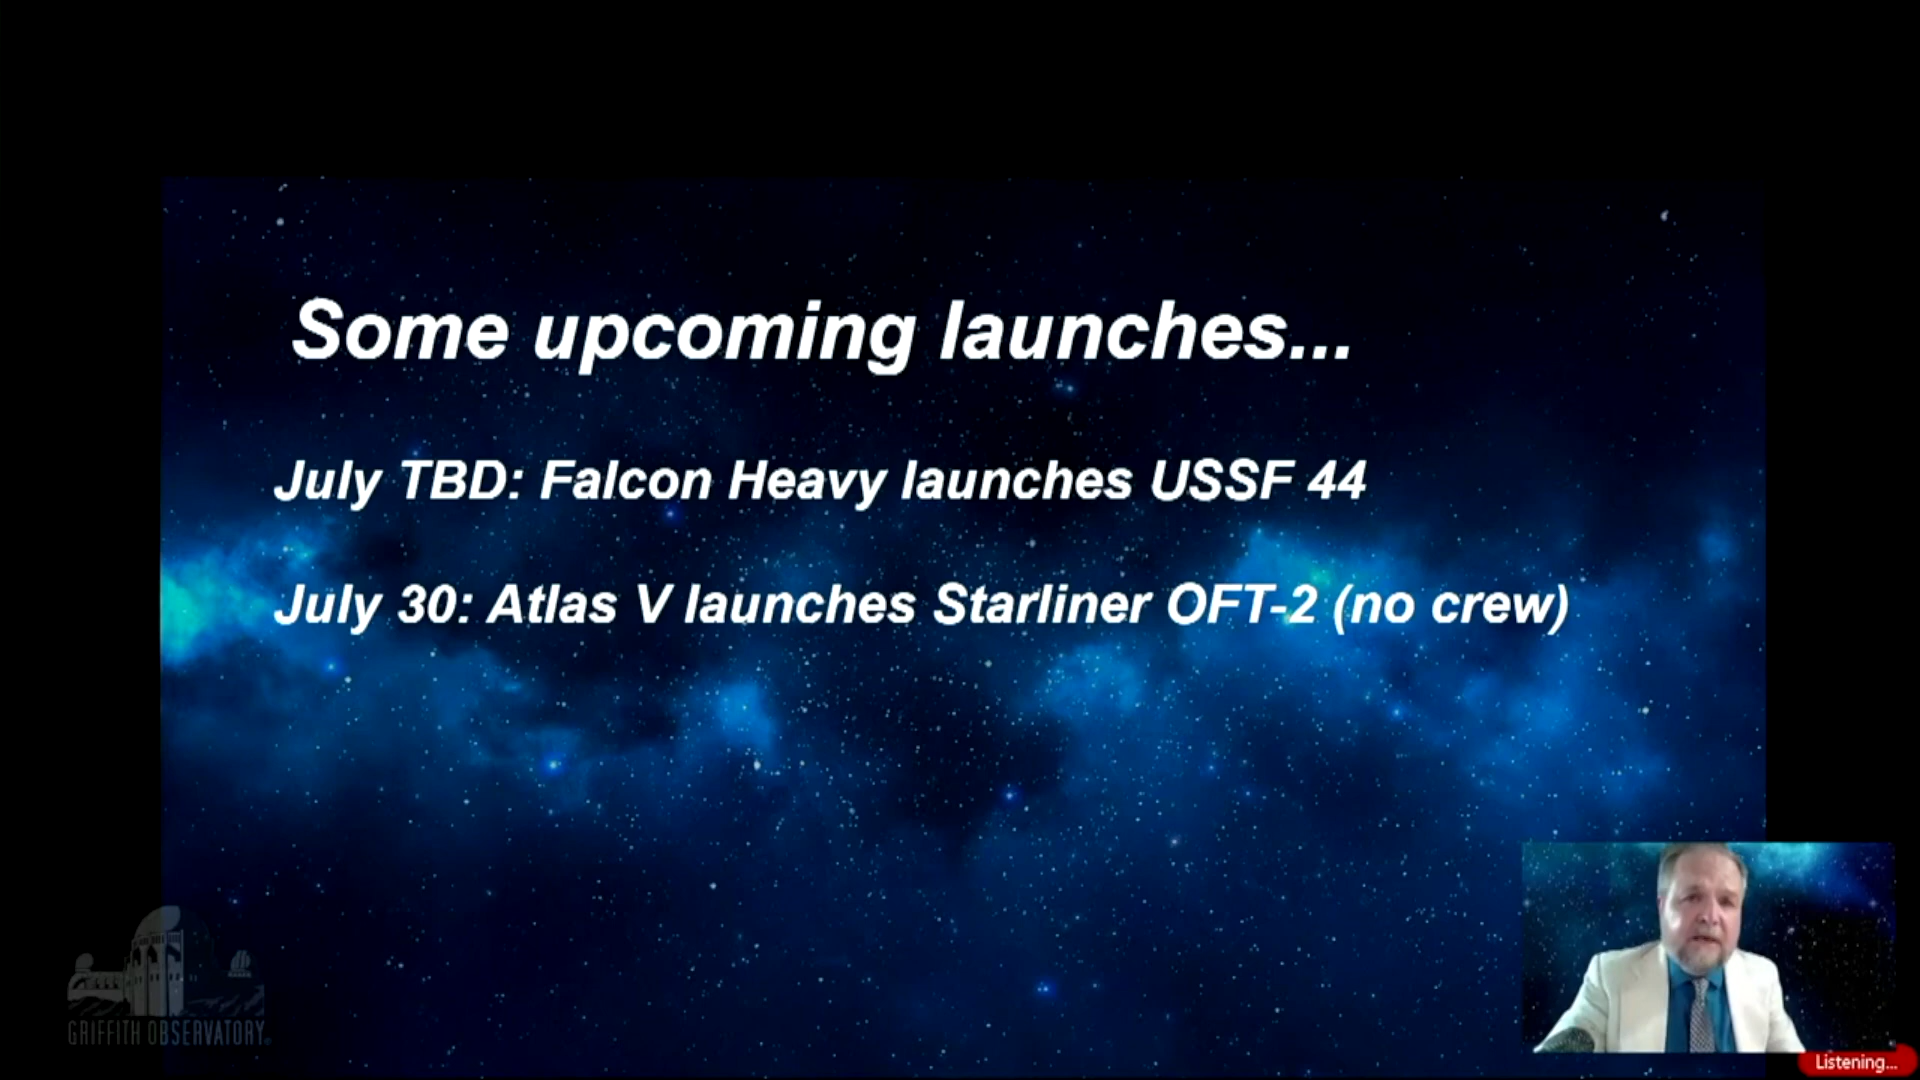 Some upcoming launches...
July TBD: Falcon Heavy launches USSF 44
July 30: Atlas V launches Starliner OFT-2 (no crew)
GRIFFITH OBSERVATORY
Listening...